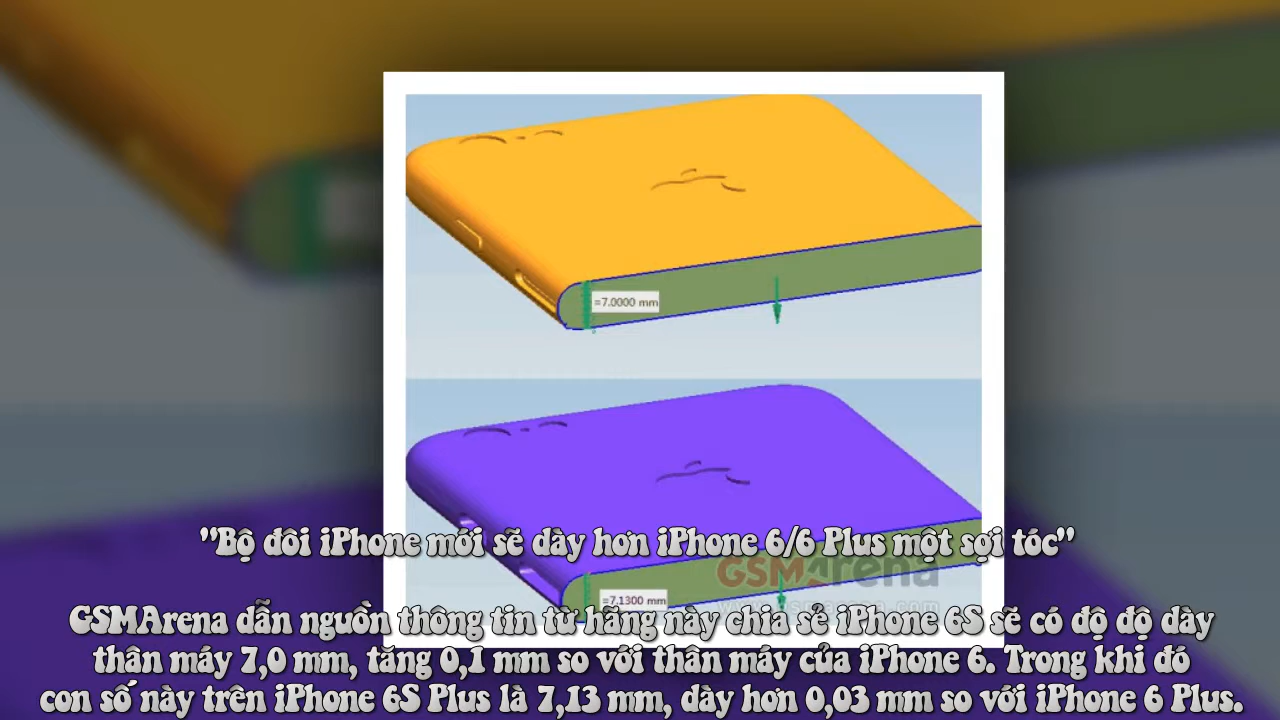 =7.0000 mm
"Bộ đôi iPhone mới sẽ dày hơn iPhone 6/6 Plus một sợi tóc"
GSMArena
=7.1300 mm
www.gsmarena.com
GSMArena dẫn nguồn thông tin từ hãng này chia sẻ iPhone 6S sẽ có độ độ dày
thân máy 7,0 mm, tăng 0,1 mm so với thân máy của iPhone 6. Trong khi đó
con số này trên iPhone 6S Plus là 7,13 mm, dày hơn 0,03 mm so với iPhone 6 Plus.